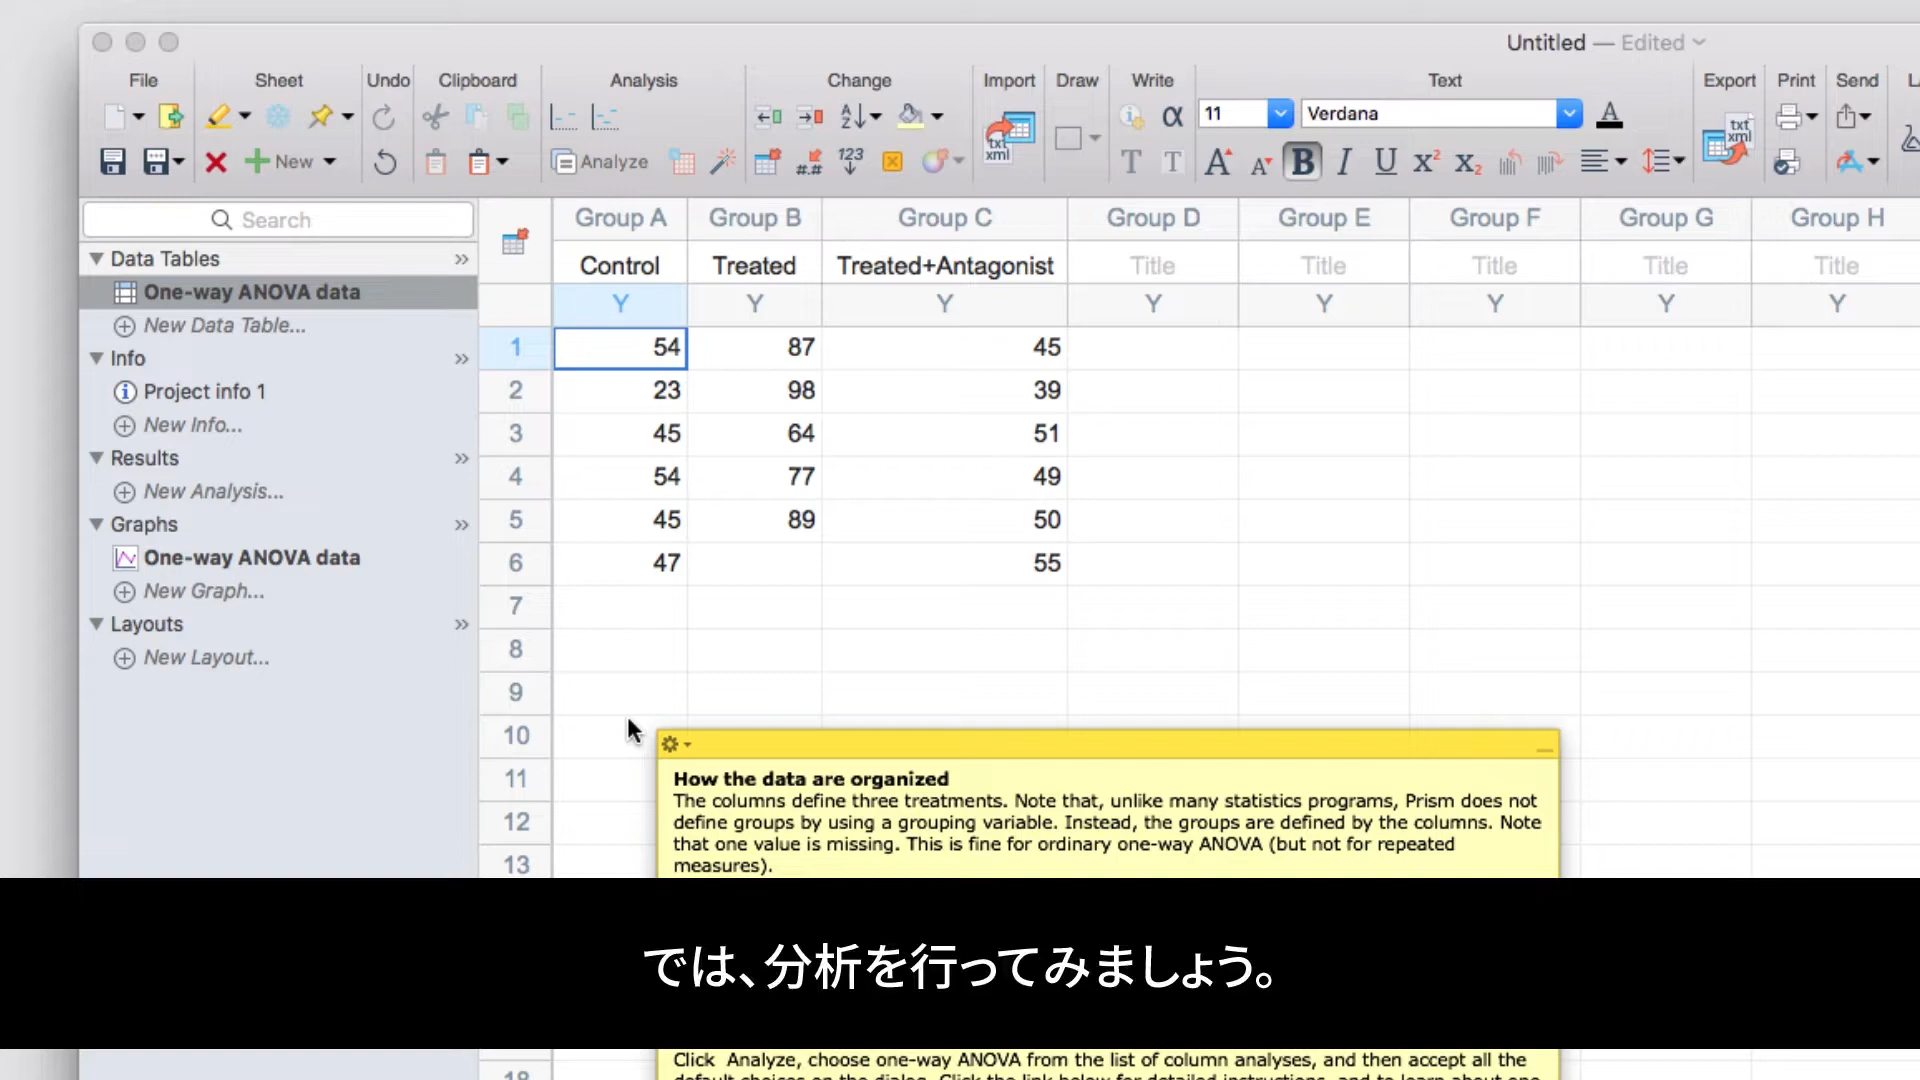 Untitled — Edited
File Sheet Undo Clipboard Analysis Change Import Draw Write Text Export Print Send
11 Verdana
New Analyze
Search
Data Tables
One-way ANOVA data
New Data Table...
Info
Project info 1
New Info...
Results
New Analysis...
Graphs
One-way ANOVA data
New Graph...
Layouts
New Layout...
Group A Group B Group C Group D Group E Group F Group G Group H
Control Treated Treated+Antagonist Title Title Title Title Title
Y Y Y Y Y Y Y Y
1 54 87 45
2 23 98 39
3 45 64 51
4 54 77 49
5 45 89 50
6 47 55
7
8
9
10
11
12
13
How the data are organized
The columns define three treatments. Note that, unlike many statistics programs, Prism does not
define groups by using a grouping variable. Instead, the groups are defined by the columns. Note
that one value is missing. This is fine for ordinary one-way ANOVA (but not for repeated
measures).
では、分析を行ってみましょう。
Click Analyze, choose one-way ANOVA from the list of column analyses, and then accept all the